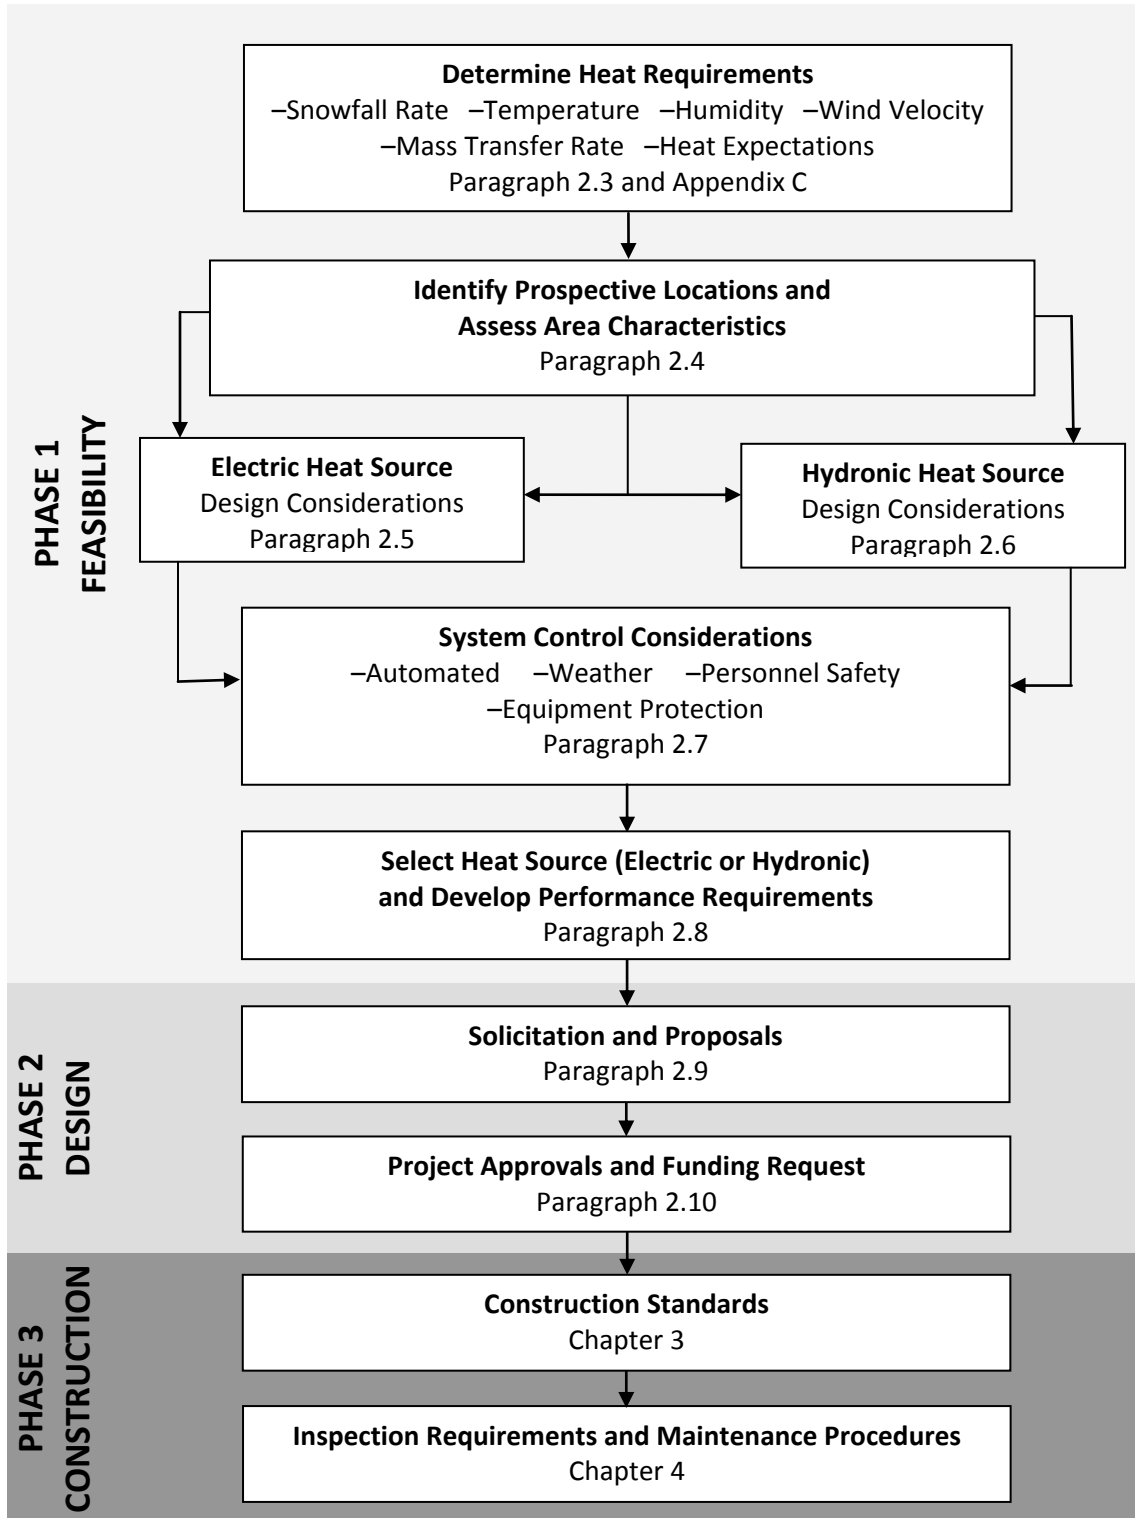 Determine Heat Requirements
–Snowfall Rate –Temperature –Humidity –Wind Velocity
–Mass Transfer Rate –Heat Expectations
Paragraph 2.3 and Appendix C
Identify Prospective Locations and
Assess Area Characteristics
Paragraph 2.4
PHASE 1
FEASIBILITY
Electric Heat Source
Design Considerations
Paragraph 2.5
Hydronic Heat Source
Design Considerations
Paragraph 2.6
System Control Considerations
–Automated –Weather –Personnel Safety
–Equipment Protection
Paragraph 2.7
Select Heat Source (Electric or Hydronic)
and Develop Performance Requirements
Paragraph 2.8
PHASE 2
DESIGN
Solicitation and Proposals
Paragraph 2.9
Project Approvals and Funding Request
Paragraph 2.10
PHASE 3
CONSTRUCTION
Construction Standards
Chapter 3
Inspection Requirements and Maintenance Procedures
Chapter 4